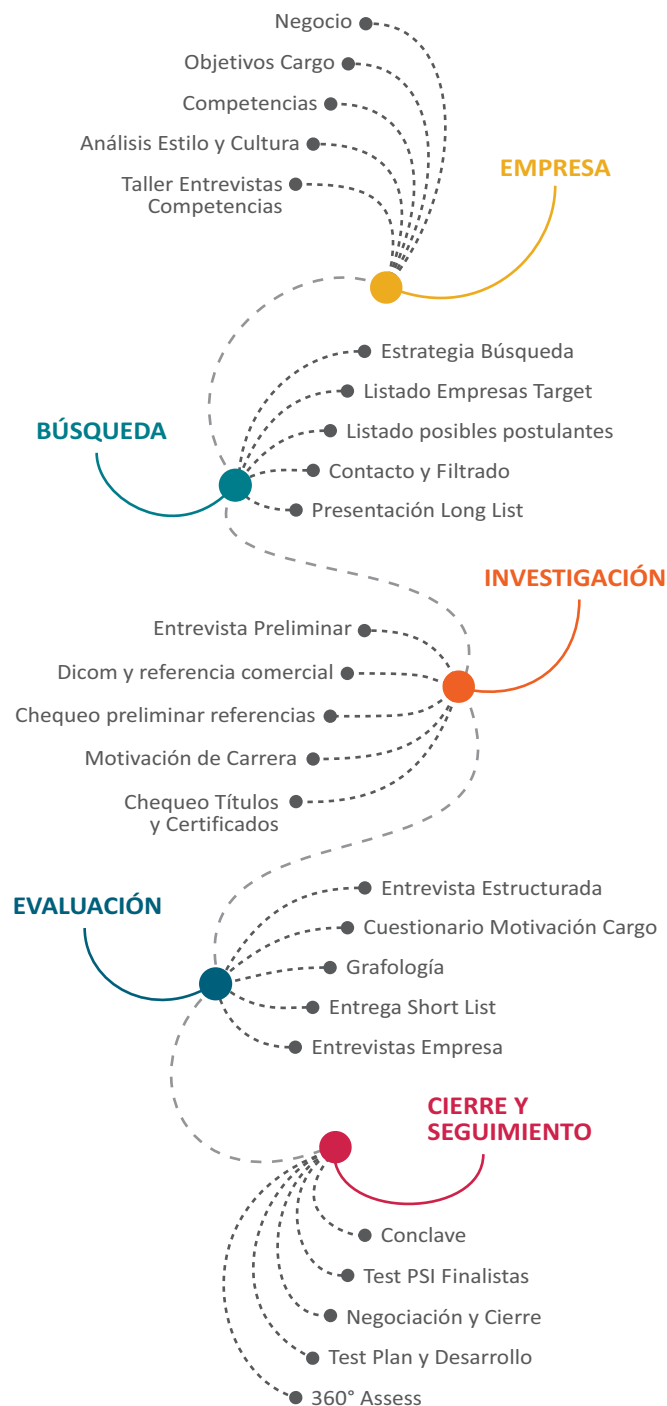 Negocio
Objetivos Cargo
Competencias
Análisis Estilo y Cultura
Taller Entrevistas
Competencias
EMPRESA
Estrategia Búsqueda
Listado Empresas Target
Listado posibles postulantes
Contacto y Filtrado
Presentación Long List
BÚSQUEDA
INVESTIGACIÓN
Entrevista Preliminar
Dicom y referencia comercial
Chequeo preliminar referencias
Motivación de Carrera
Chequeo Títulos
y Certificados
EVALUACIÓN
Entrevista Estructurada
Cuestionario Motivación Cargo
Grafología
Entrega Short List
Entrevistas Empresa
CIERRE Y
SEGUIMIENTO
Conclave
Test PSI Finalistas
Negociación y Cierre
Test Plan y Desarrollo
360° Assess